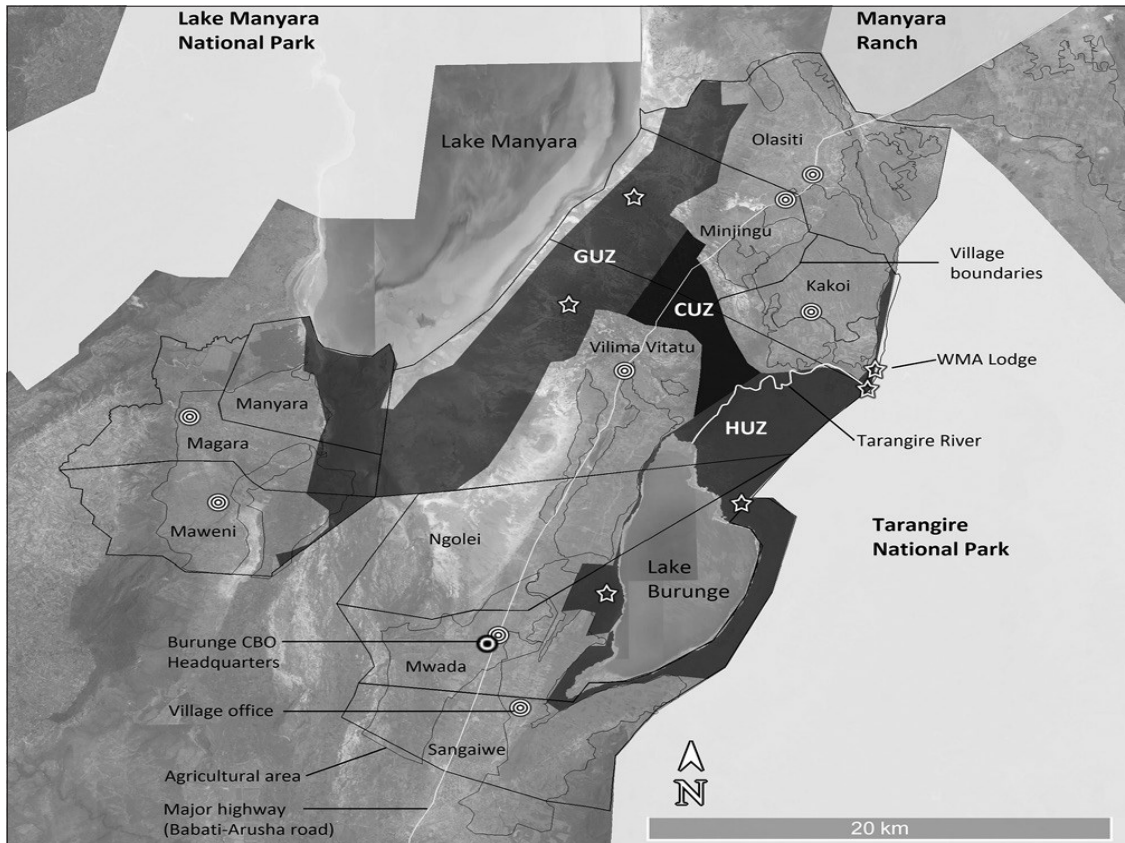 Lake Manyara
National Park
Manyara
Ranch
Lake Manyara
Olasiti
Minjingu
GUZ
Village
boundaries
Kakoi
CUZ
Vilima Vitatu
WMA Lodge
Manyara
Magara
HUZ
Tarangire River
Maweni
Ngolei
Tarangire
National Park
Lake
Burunge
Burunge CBO
Headquarters
Mwada
Village office
Sangaiwe
Agricultural area
Major highway
(Babati-Arusha road)
N
20 km